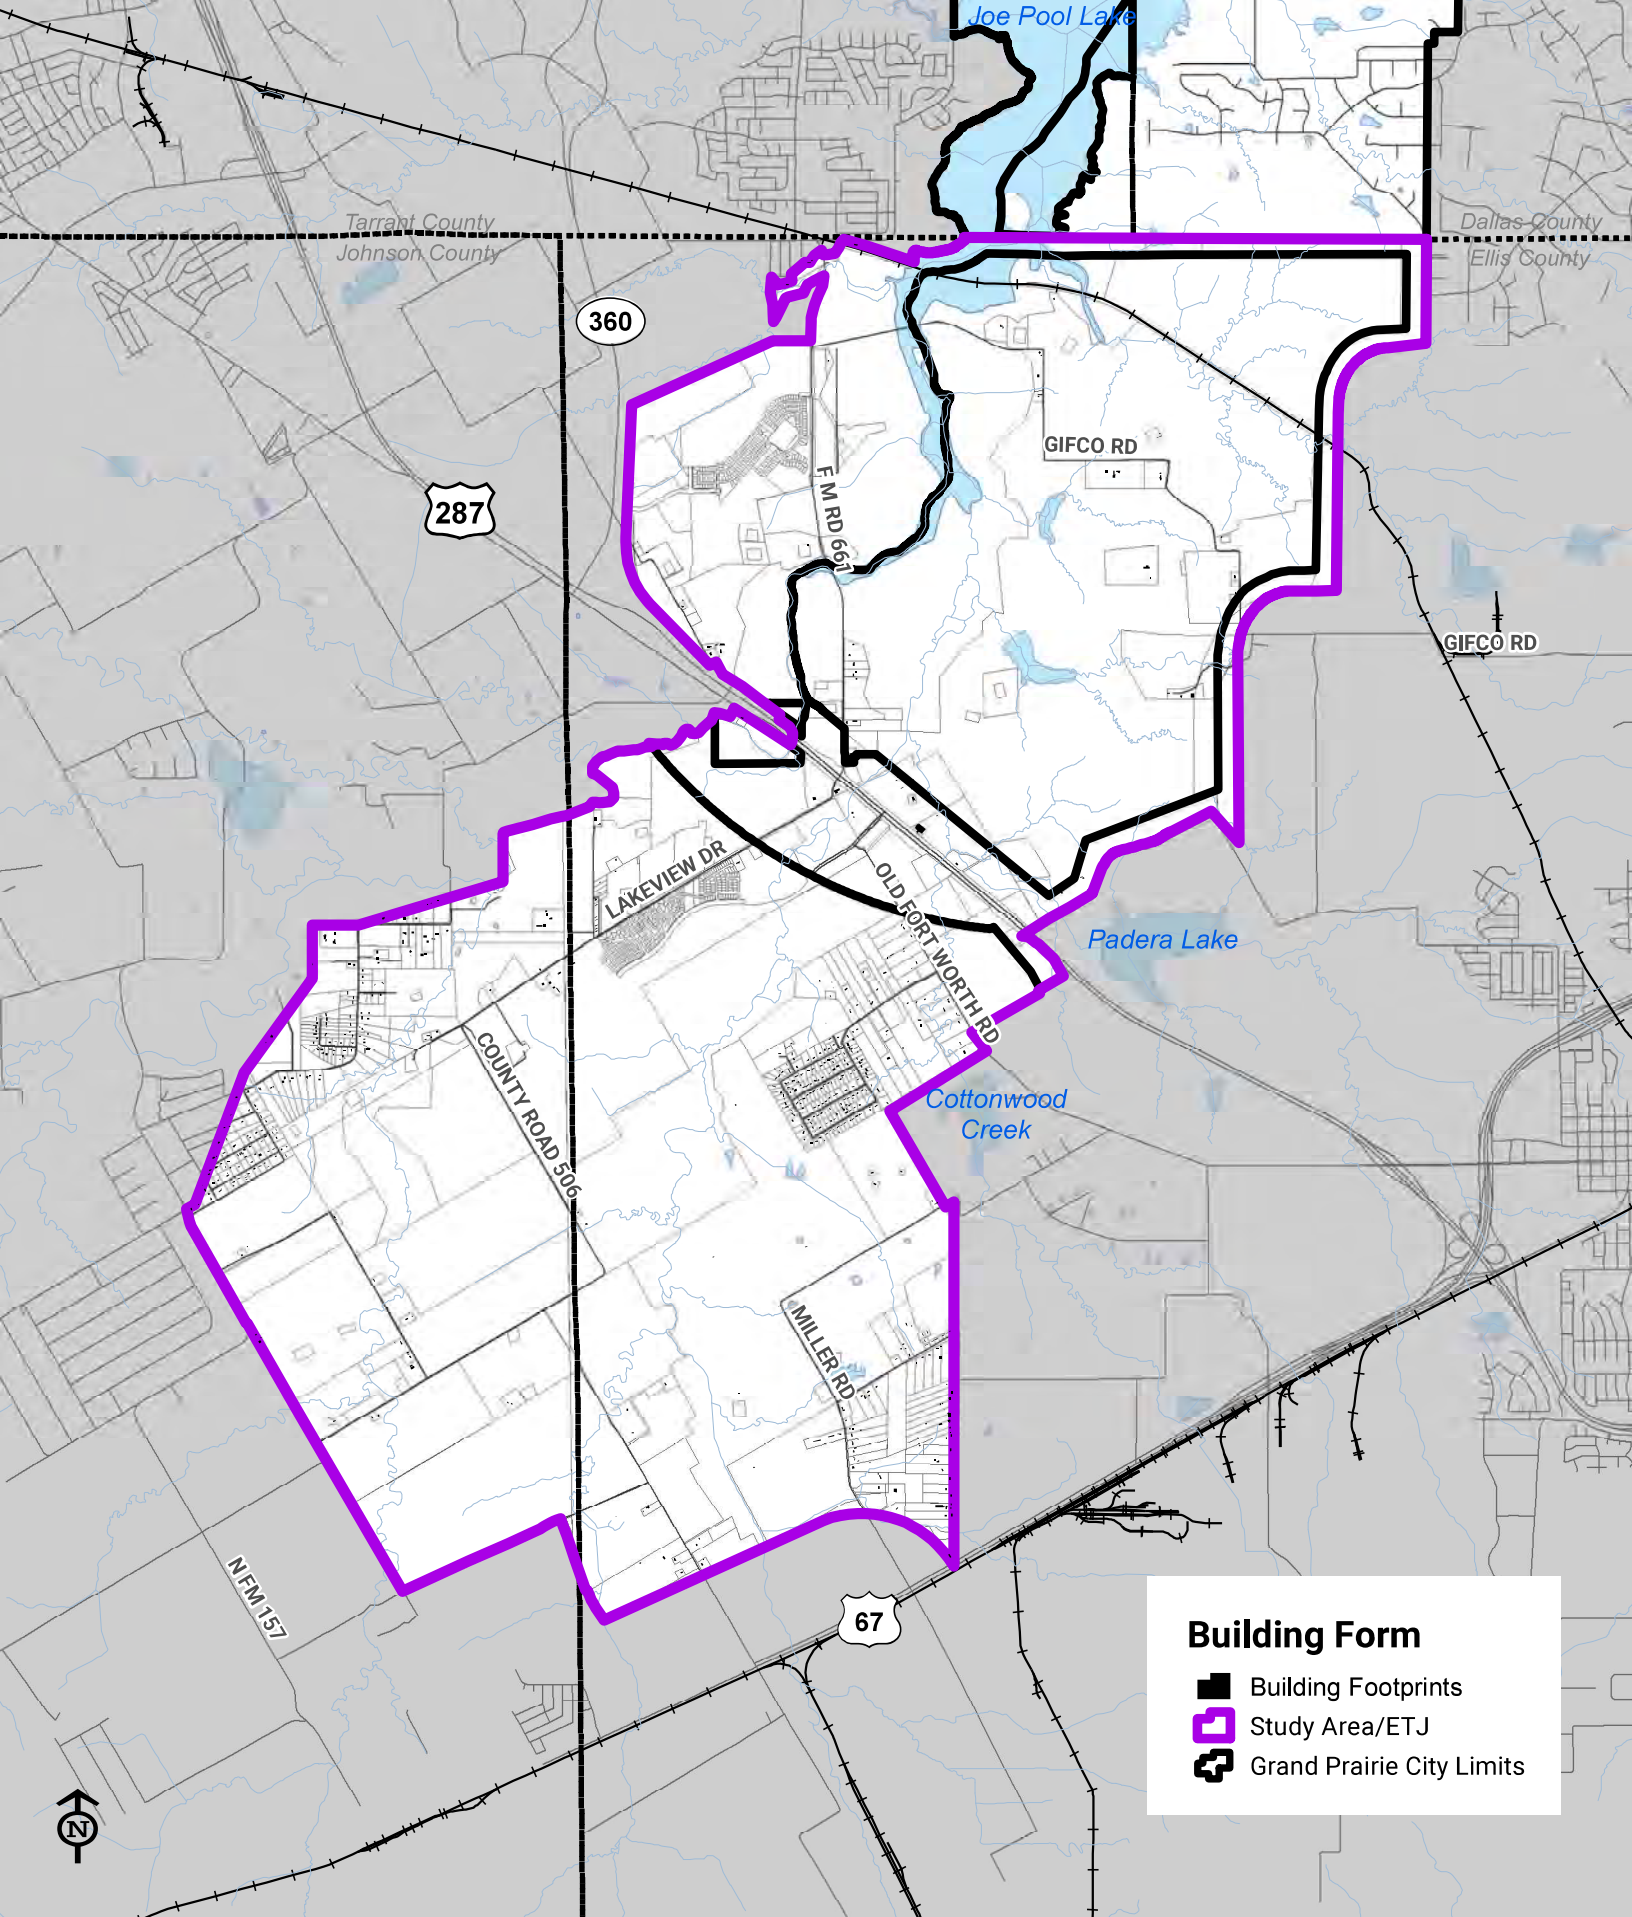 Joe Pool Lake
Tarrant County
Johnson County
Dallas County
Ellis County
360
287
GIFCO RD
F M RD 661
GIFCO RD
LAKEVIEW DR
OLD FORT WORTH RD
Padera Lake
COUNTY ROAD 506
Cottonwood
Creek
MILLER RD
N FM 157
67
Building Form
Building Footprints
Study Area/ETJ
Grand Prairie City Limits
N